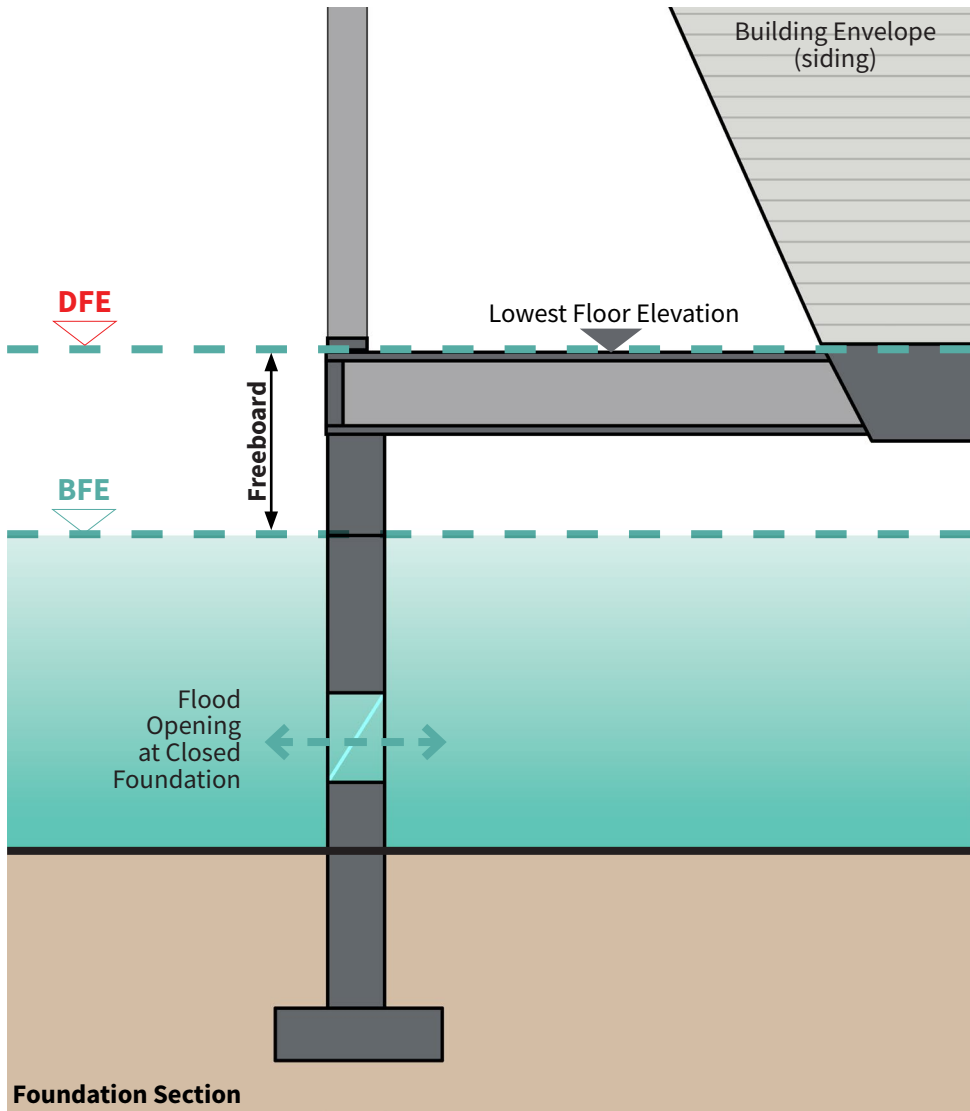 Building Envelope
(siding)
DFE
Lowest Floor Elevation
Freeboard
BFE
Flood
Opening
at Closed
Foundation
Foundation Section